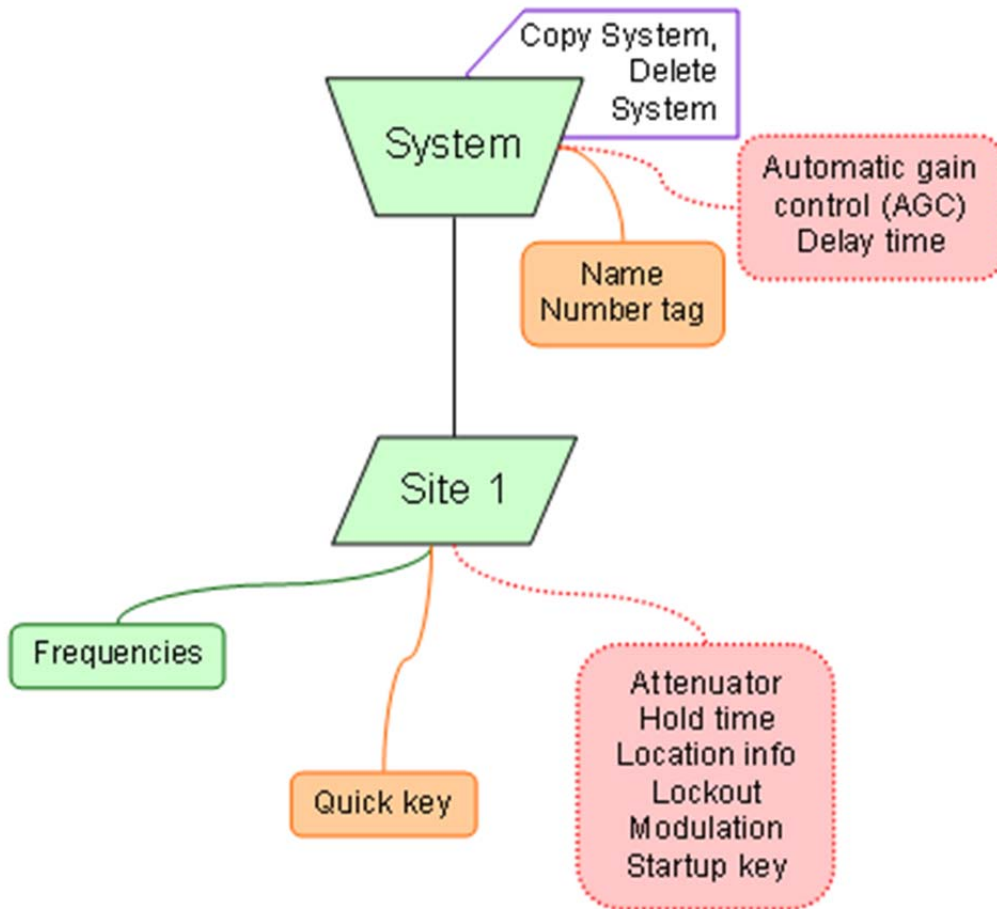 Copy System,
Delete
System
System
Automatic gain
control (AGC)
Delay time
Name
Number tag
Site 1
Frequencies
Attenuator
Hold time
Location info
Lockout
Modulation
Startup key
Quick key